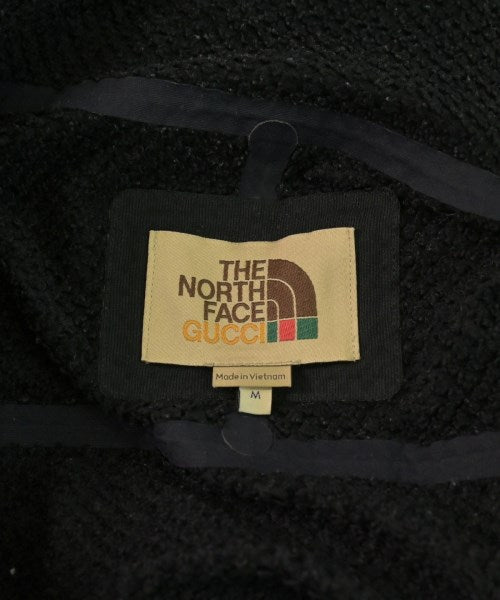 THE
NORTH
FACE
GUCCI
Made in Vietnam
M